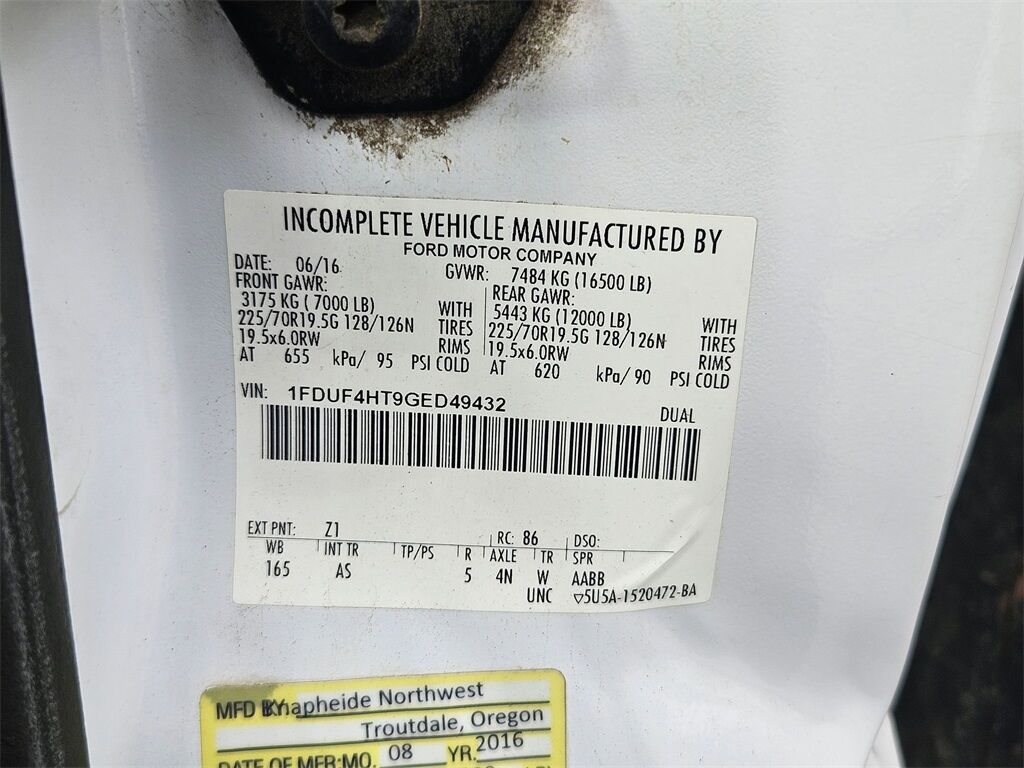 INCOMPLETE VEHICLE MANUFACTURED BY
FORD MOTOR COMPANY
DATE: 06/16 GVWR: 7484 KG (16500 LB)
FRONT GAWR: REAR GAWR:
3175 KG ( 7000 LB) WITH 5443 KG (12000 LB) WITH
225/70R19.5G 128/126N TIRES 225/70R19.5G 128/126N TIRES
19.5x6.0RW RIMS 19.5x6.0RW RIMS
AT 655 kPa/ 95 PSI COLD AT 620 kPa/ 90 PSI COLD
VIN: 1FDUF4HT9GED49432 DUAL
EXT PNT: Z1 RC: 86 DSO:
WB INT TR TP/PS R AXLE TR SPR
165 AS 5 4N W AABB
UNC ▽5U5A-1520472-BA
MFD BY Knapheide Northwest
Troutdale, Oregon
DATE OF MFR: MO. 08 YR. 2016